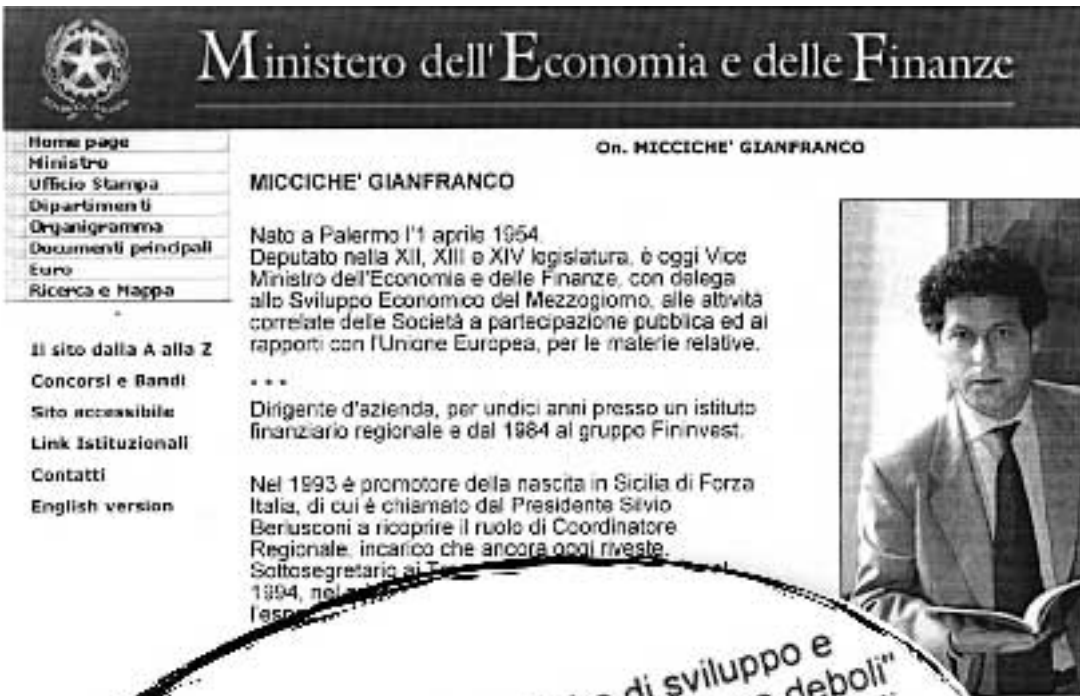 Ministero dell'Economia e delle Finanze
Home page
Ministro
Ufficio Stampa
Dipartimenti
Organigramma
Documenti principali
Euro
Ricerca e Mappa
Il sito dalla A alla Z
Concorsi e Bandi
Sito accessibile
Link Istituzionali
Contatti
English version
On. MICCICHE' GIANFRANCO
MICCICHE' GIANFRANCO
Nato a Palermo l'1 aprile 1954.
Deputato nella XII, XIII e XIV legislatura, è oggi Vice
Ministro dell'Economia e delle Finanze, con delega
allo Sviluppo Economico del Mezzogiorno, alle attività
correlate delle Società a partecipazione pubblica ed ai
rapporti con l'Unione Europea, per le materie relative.
* * *
Dirigente d'azienda, per undici anni presso un istituto
finanziario regionale e dal 1984 al gruppo Fininvest.
Nel 1993 è promotore della nascita in Sicilia di Forza
Italia, di cui è chiamato dal Presidente Silvio
Berlusconi a ricoprire il ruolo di Coordinatore
Regionale, incarico che ancora oggi riveste.
Sottosegretario ai
1994, nel
di sviluppo e
deboli"